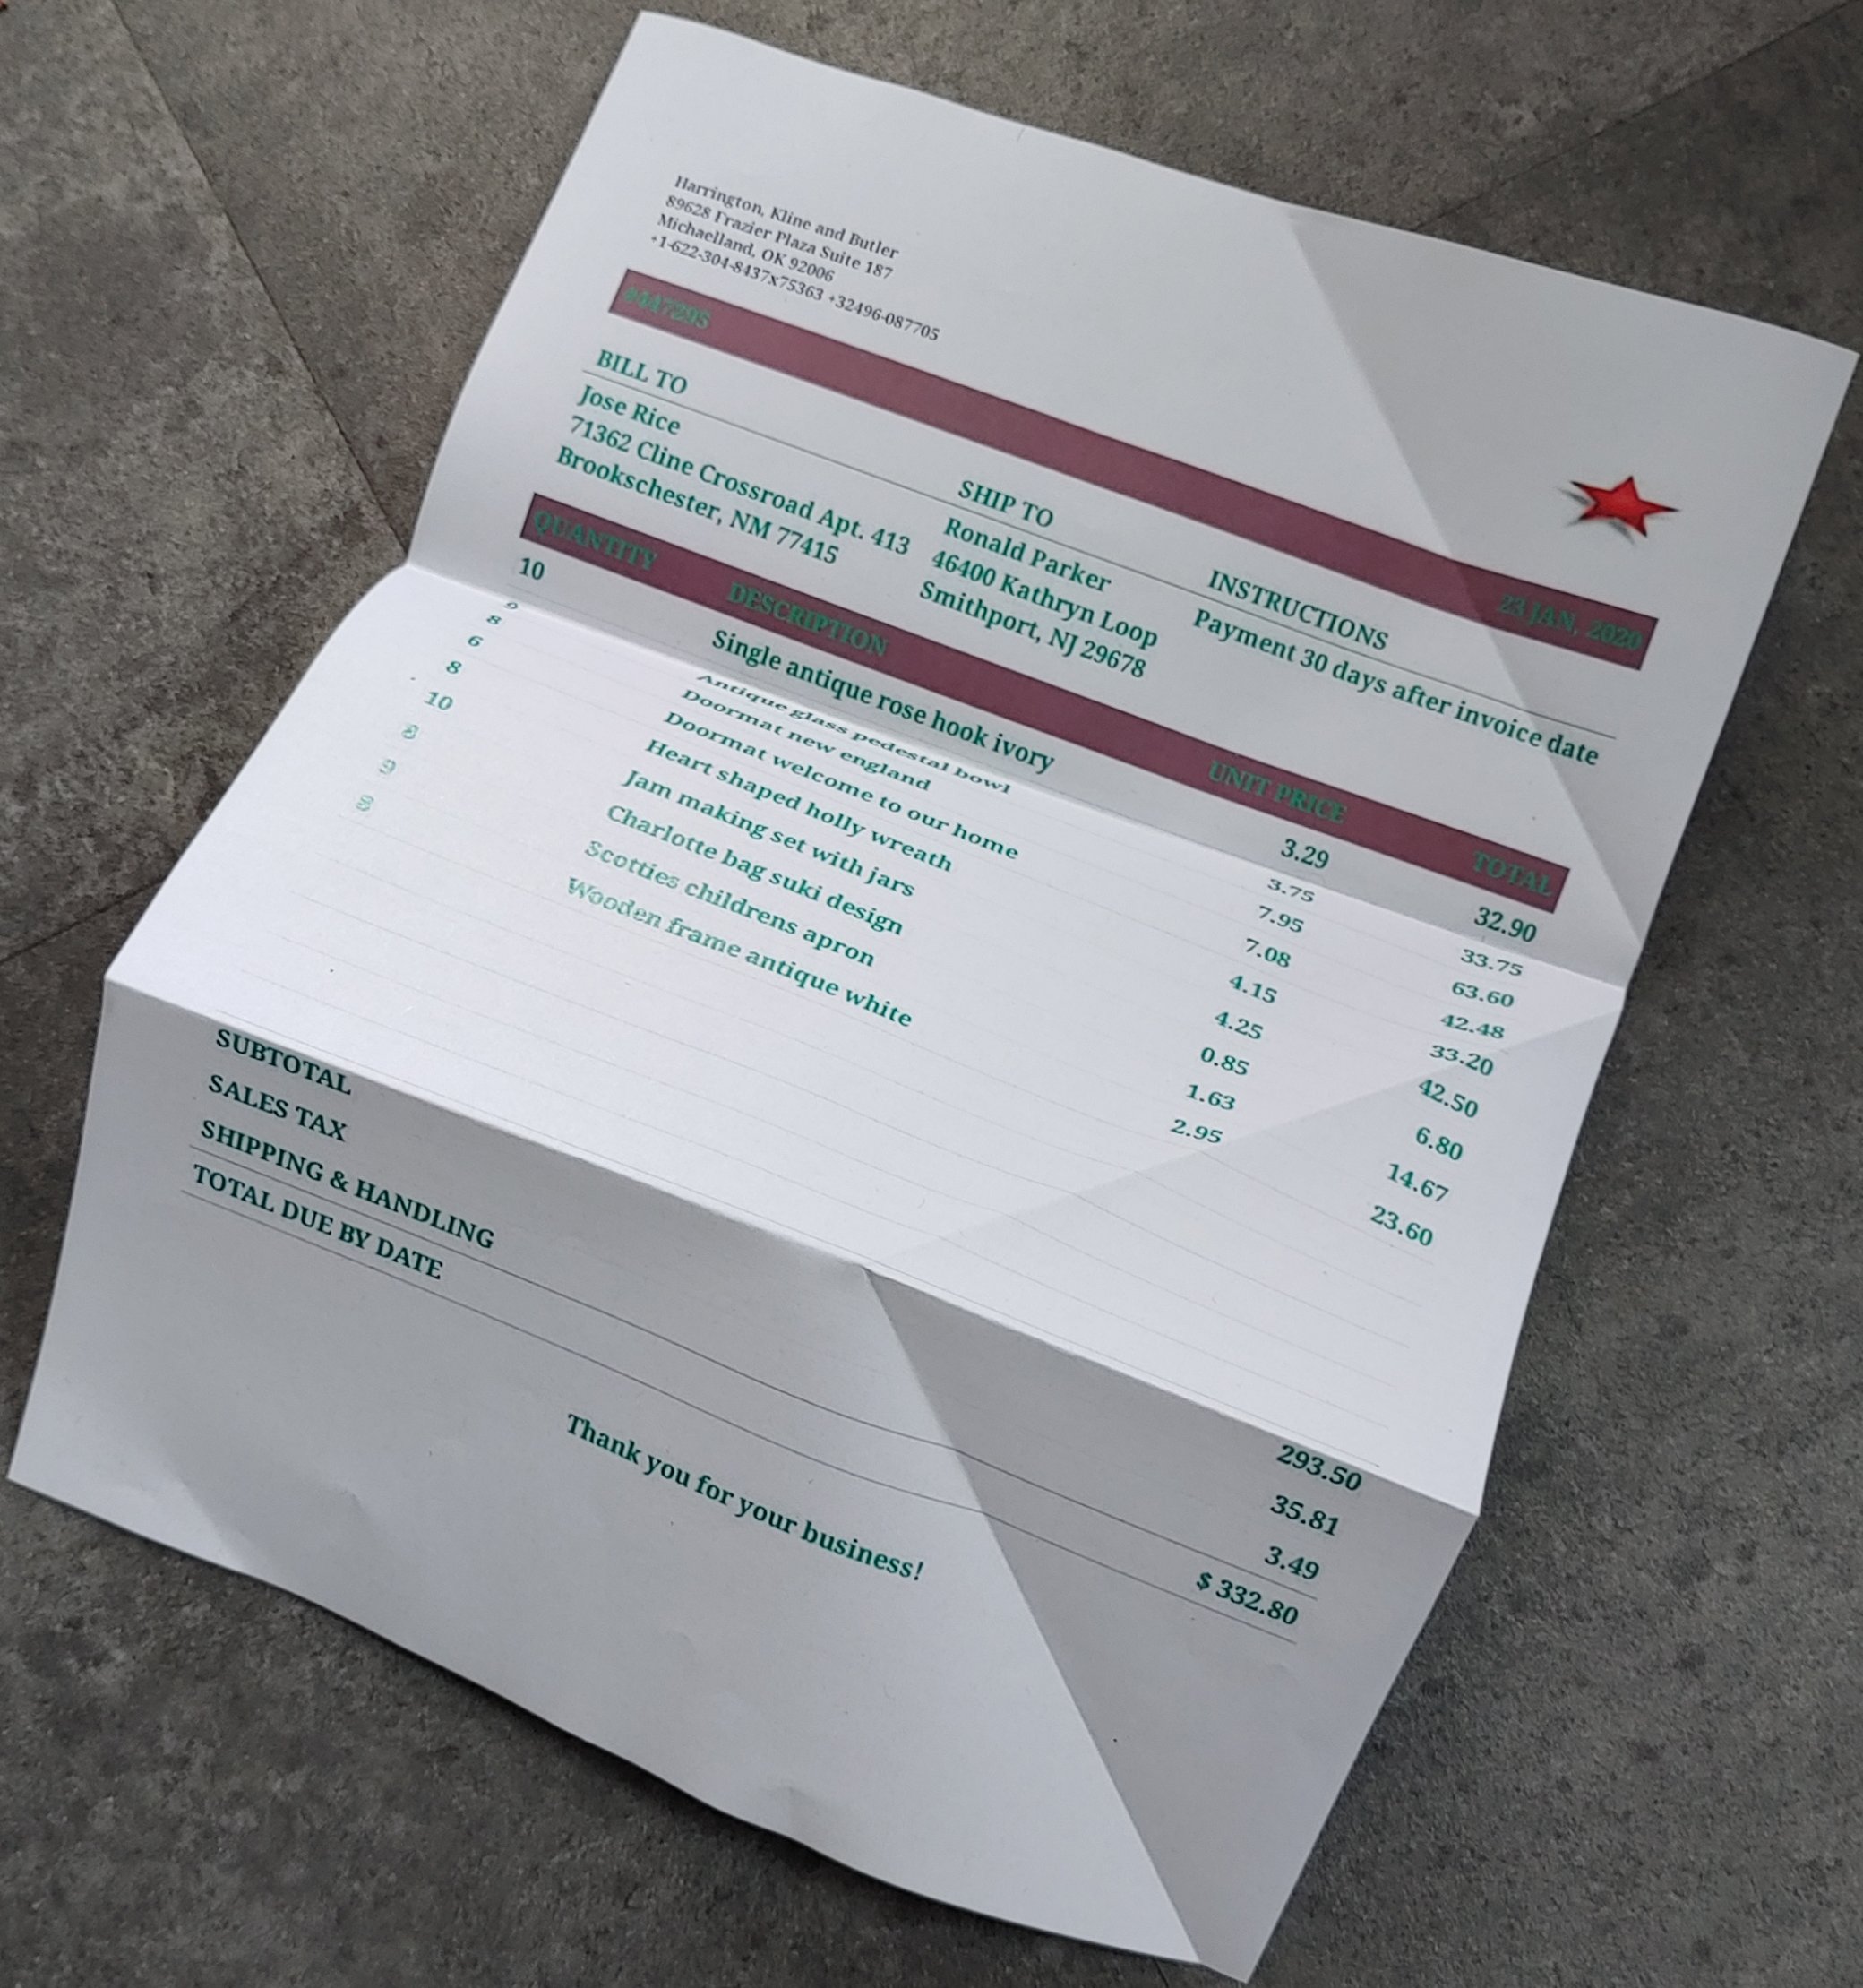 Harrington, Kline and Butler
89628 Frazier Plaza Suite 187
Michaelland, OK 92006
+1-622-304-8437x75363 +32496-087705
#447295 23 JAN, 2020
BILL TO SHIP TO INSTRUCTIONS
Jose Rice Ronald Parker Payment 30 days after invoice date
71362 Cline Crossroad Apt. 413 46400 Kathryn Loop
Brookschester, NM 77415 Smithport, NJ 29678
QUANTITY DESCRIPTION UNIT PRICE TOTAL
10 Single antique rose hook ivory 3.29 32.90
9 Antique glass pedestal bowl 3.75 33.75
8 Doormat new england 7.95 63.60
6 Doormat welcome to our home 7.08 42.48
8 Heart shaped holly wreath 4.15 33.20
10 Jam making set with jars 4.25 42.50
8 Charlotte bag suki design 0.85 6.80
9 Scotties childrens apron 1.63 14.67
8 Wooden frame antique white 2.95 23.60
SUBTOTAL 293.50
SALES TAX 35.81
SHIPPING & HANDLING 3.49
TOTAL DUE BY DATE $ 332.80
Thank you for your business!